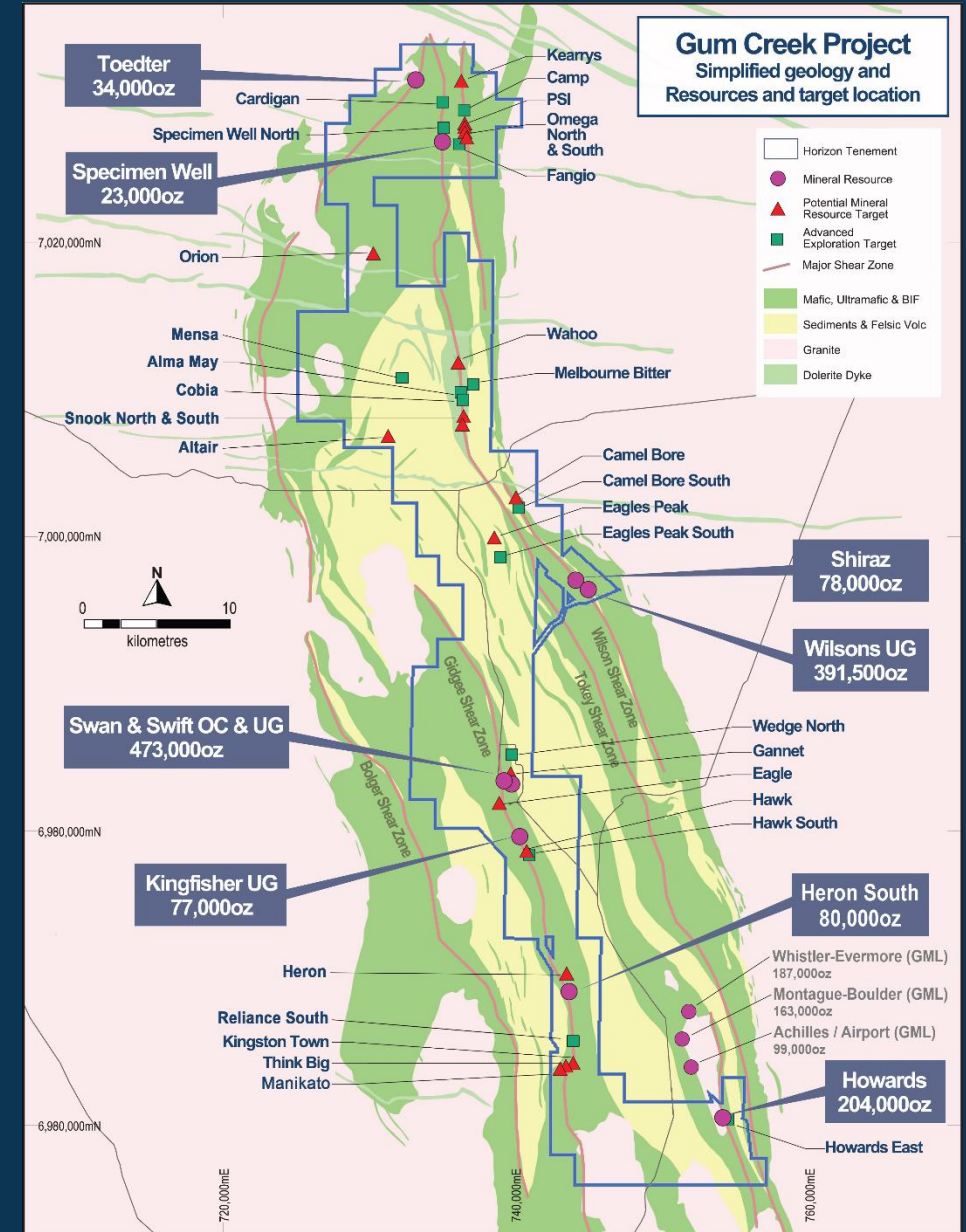 Gum Creek Project
Simplified geology and
Resources and target location
Horizon Tenement
Mineral Resource
Potential Mineral
Resource Target
Advanced
Exploration Target
Major Shear Zone
Mafic, Ultramafic & BIF
Sediments & Felsic Volc
Granite
Dolerite Dyke
Toedter
34,000oz
Cardigan
Specimen Well North
Specimen Well
23,000oz
Kearrys
Camp
PSI
Omega
North
& South
Fangio
7,020,000mN
Orion
Mensa
Alma May
Cobia
Snook North & South
Altair
Wahoo
Melbourne Bitter
Camel Bore
Camel Bore South
Eagles Peak
Eagles Peak South
7,000,000mN
N
0 10
kilometres
Shiraz
78,000oz
Wilsons UG
391,500oz
Wilson Shear Zone
Tokey Shear Zone
Gidgee Shear Zone
Bolger Shear Zone
Swan & Swift OC & UG
473,000oz
Wedge North
Gannet
Eagle
Hawk
Hawk South
6,980,000mN
Kingfisher UG
77,000oz
Heron South
80,000oz
Heron
Reliance South
Kingston Town
Think Big
Manikato
Whistler-Evermore (GML)
187,000oz
Montague-Boulder (GML)
163,000oz
Achilles / Airport (GML)
99,000oz
Howards
204,000oz
Howards East
6,980,000mN
720,000mE
740,000mE
760,000mE